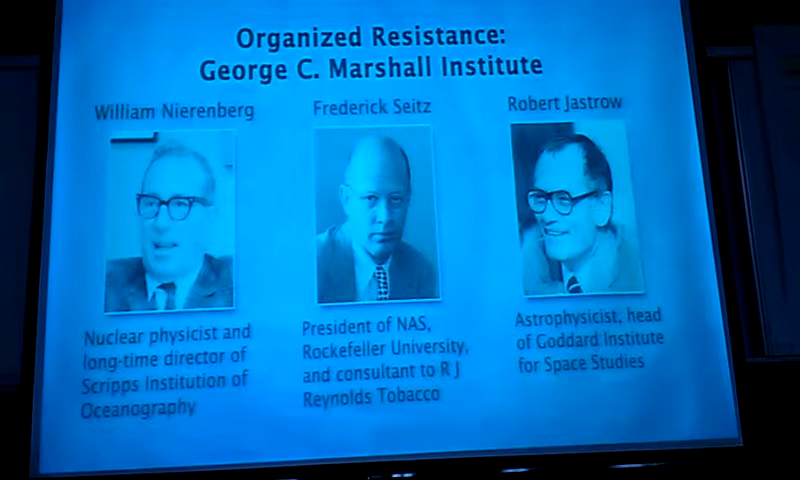 Organized Resistance:
George C. Marshall Institute
William Nierenberg
Frederick Seitz
Robert Jastrow
Nuclear physicist and
long-time director of
Scripps Institution of
Oceanography
President of NAS,
Rockefeller University,
and consultant to R J
Reynolds Tobacco
Astrophysicist, head
of Goddard Institute
for Space Studies